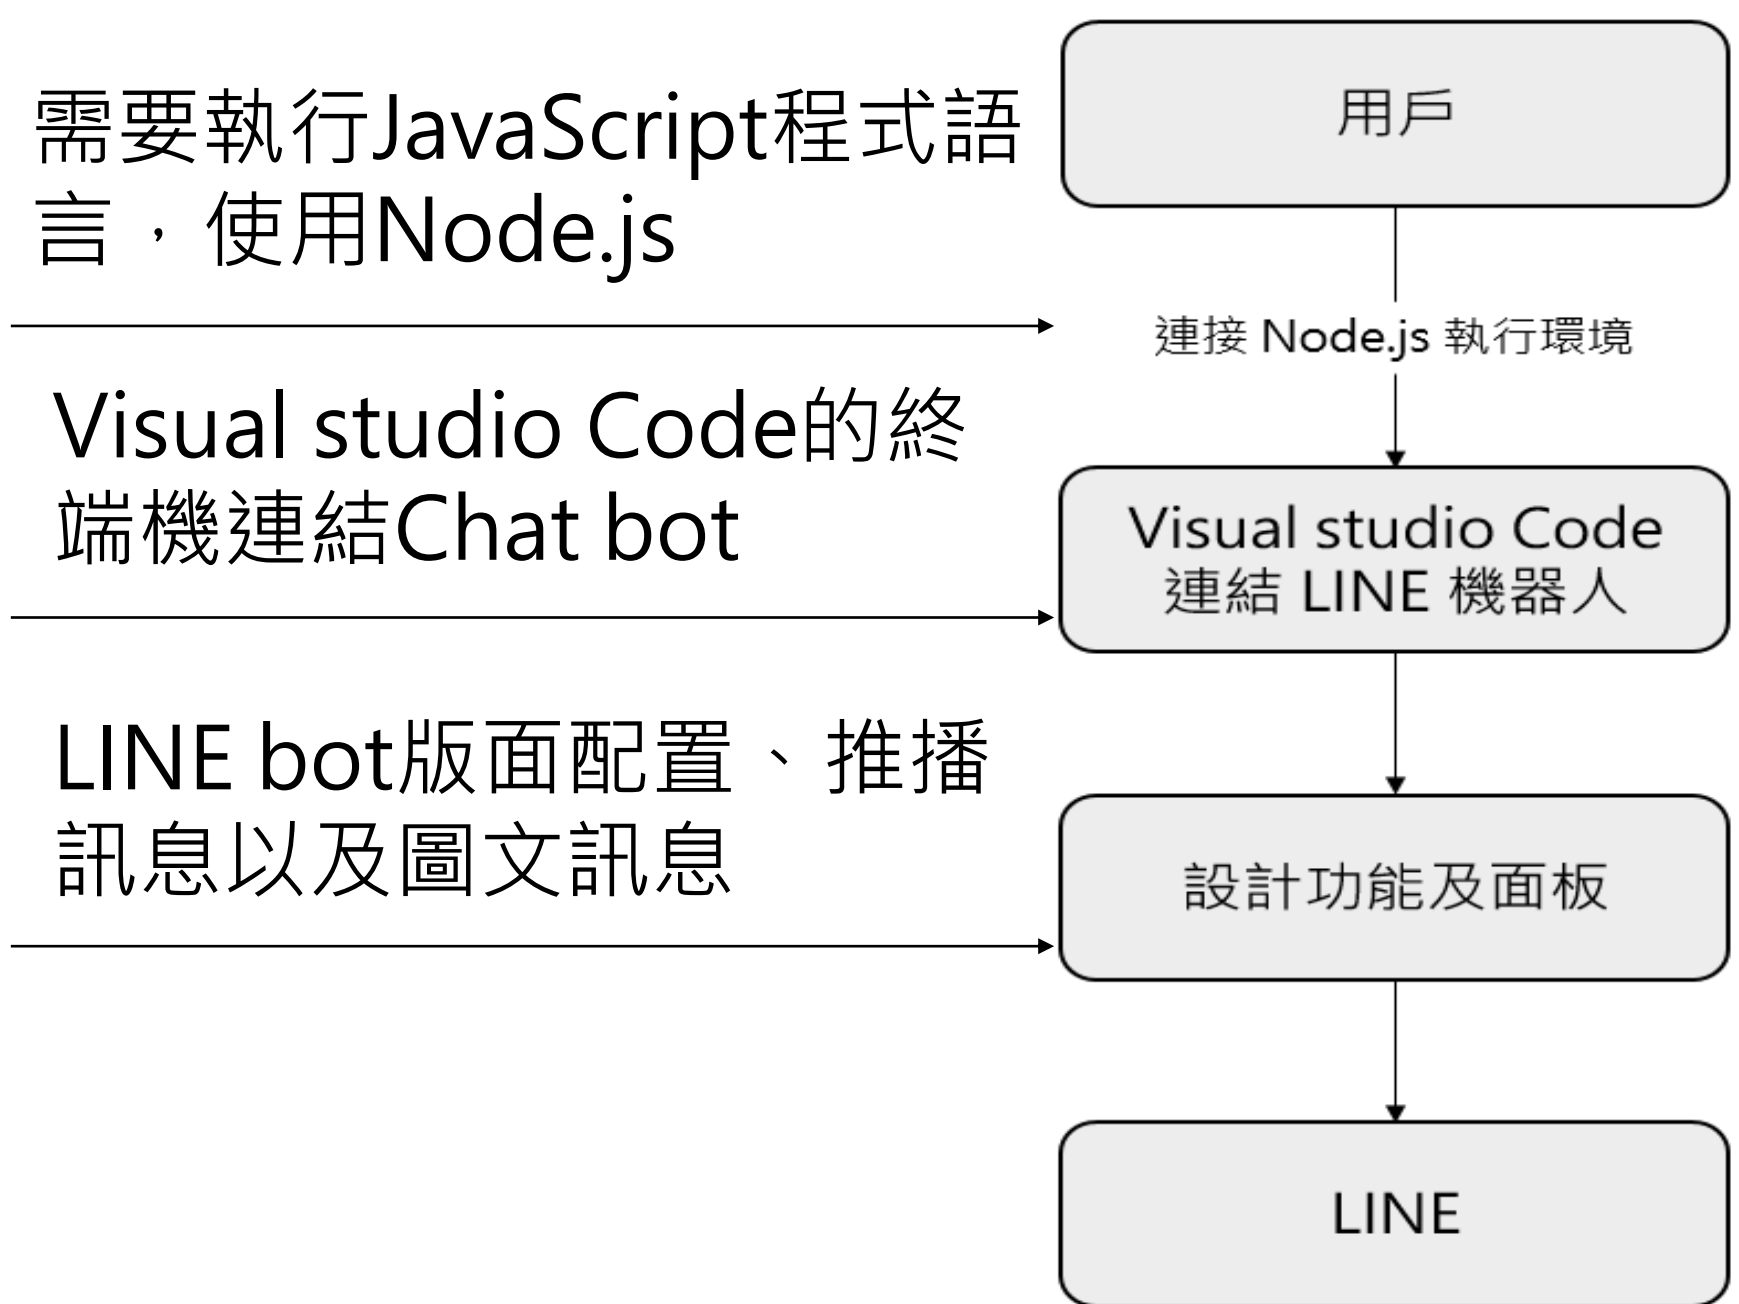 用戶
需要執行JavaScript程式語
言，使用Node.js
連接 Node.js 執行環境
Visual studio Code的終
端機連結Chat bot
Visual studio Code
連結 LINE 機器人
LINE bot版面配置、推播
訊息以及圖文訊息
設計功能及面板
LINE